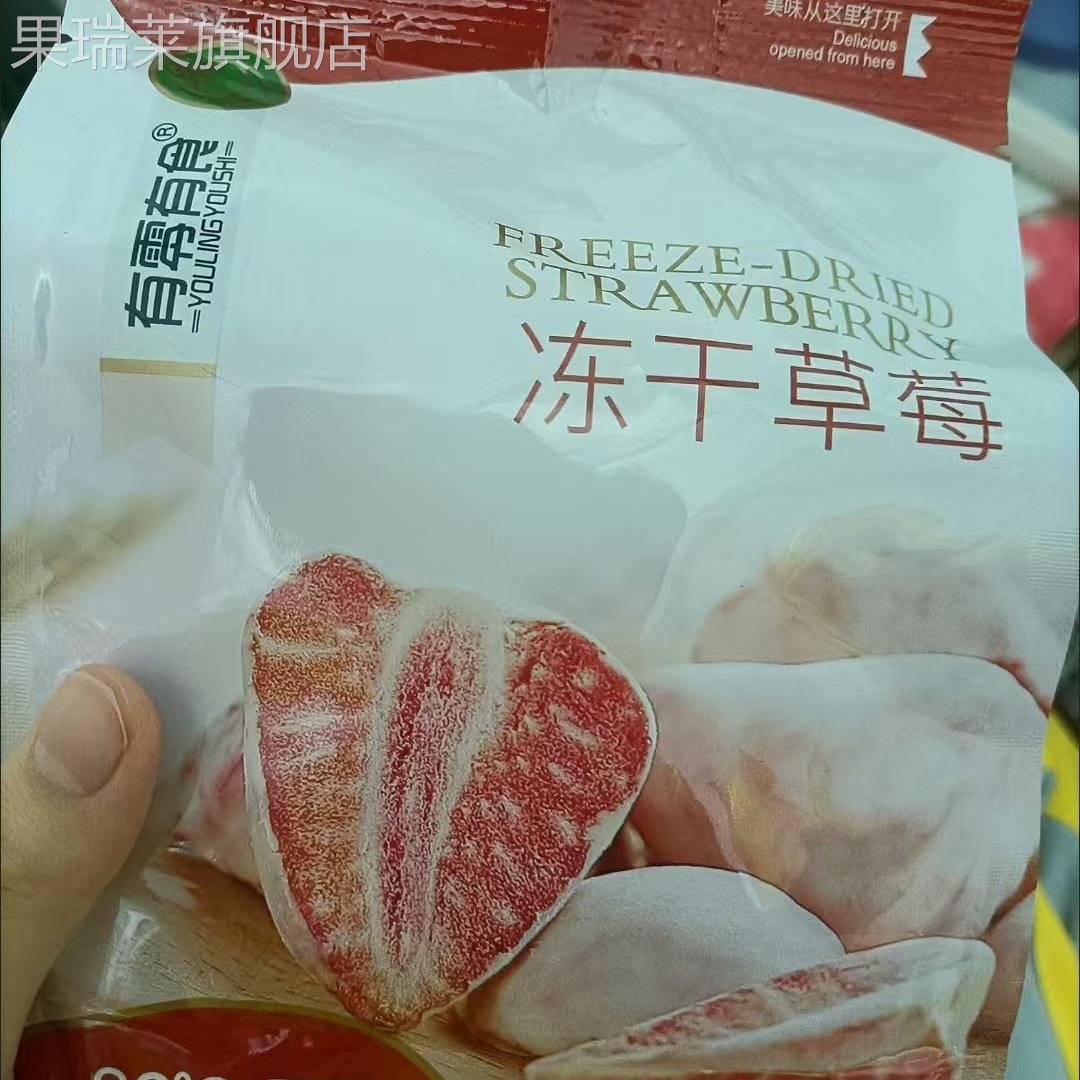 果瑞莱旗舰店
美味从这里打开
Delicious
opened from here
有零有食®
=YOULINGYOUSHI=
FREEZE-DRIED
STRAWBERRY
冻干草莓